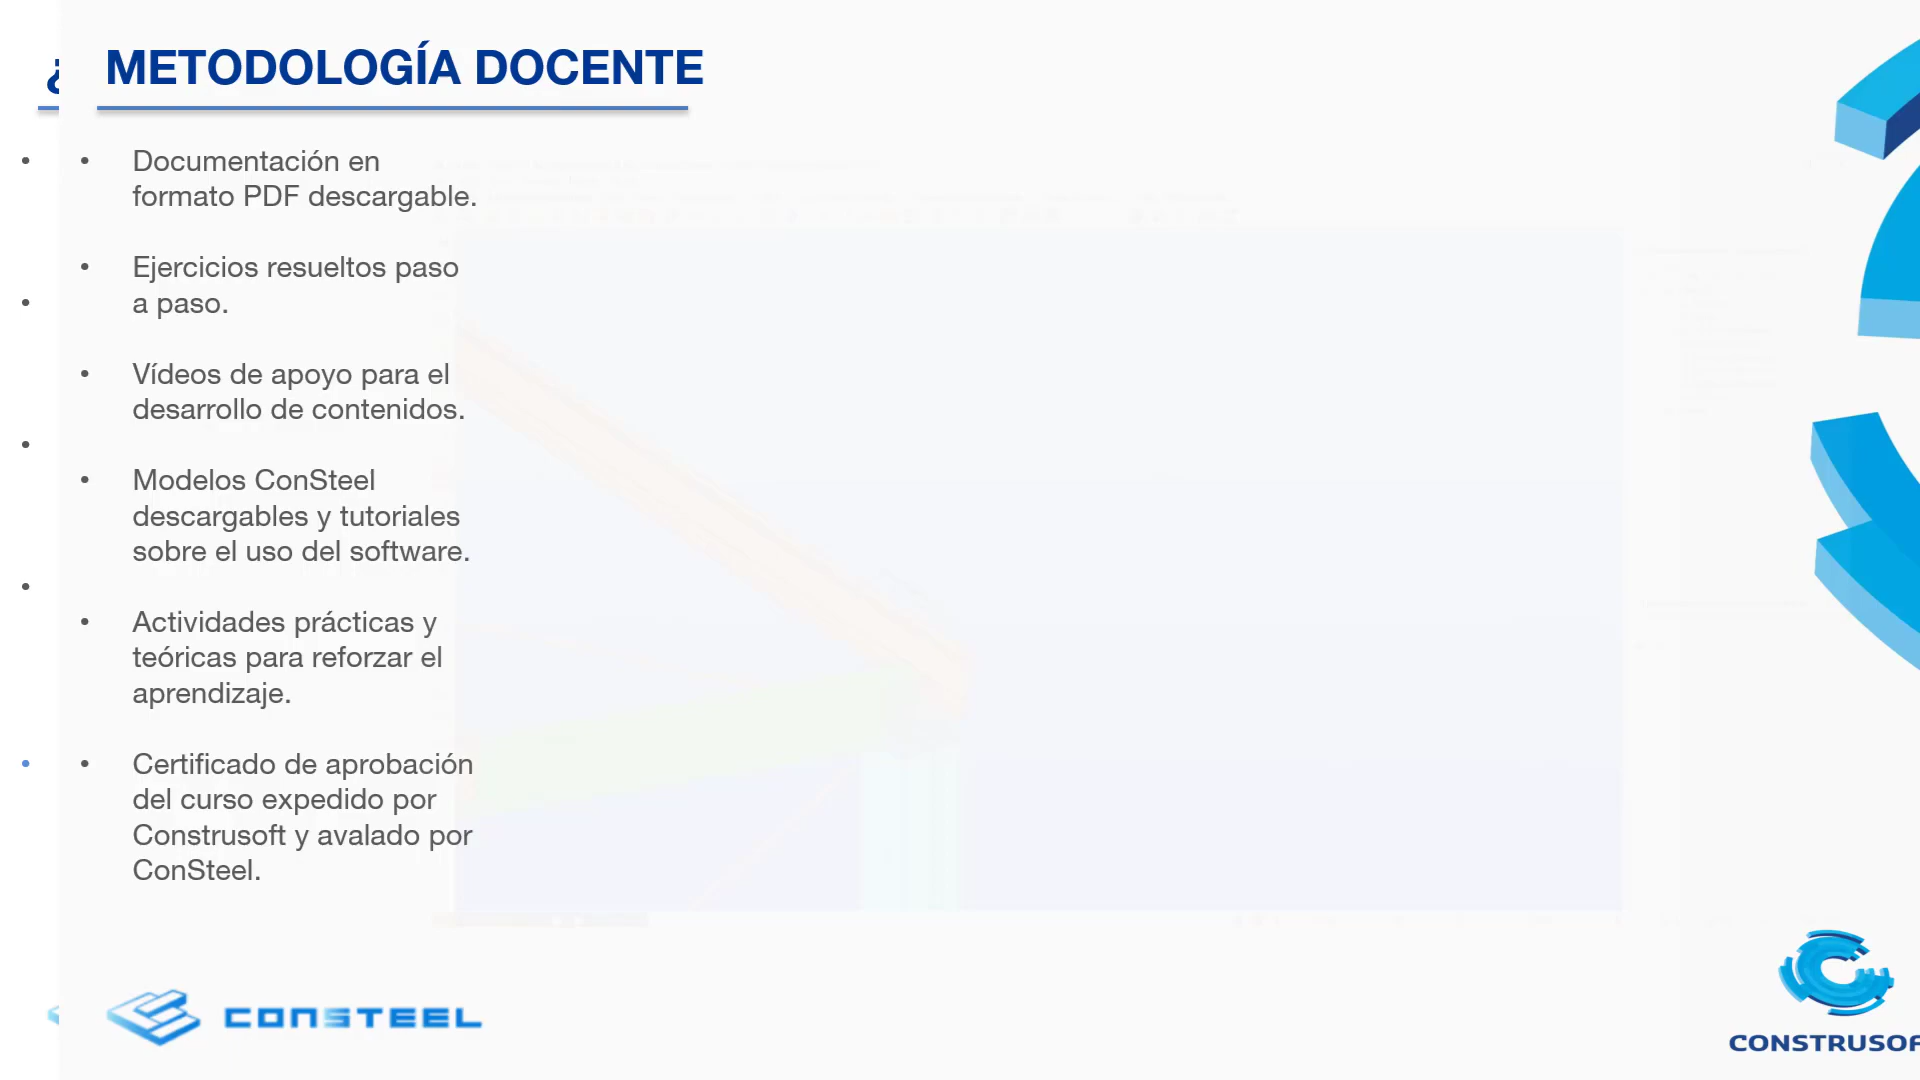 METODOLOGÍA DOCENTE
• Documentación en
formato PDF descargable.
• Ejercicios resueltos paso
a paso.
• Vídeos de apoyo para el
desarrollo de contenidos.
• Modelos ConSteel
descargables y tutoriales
sobre el uso del software.
• Actividades prácticas y
teóricas para reforzar el
aprendizaje.
• Certificado de aprobación
del curso expedido por
Construsoft y avalado por
ConSteel.
CONSTEEL
CONSTRUSOF